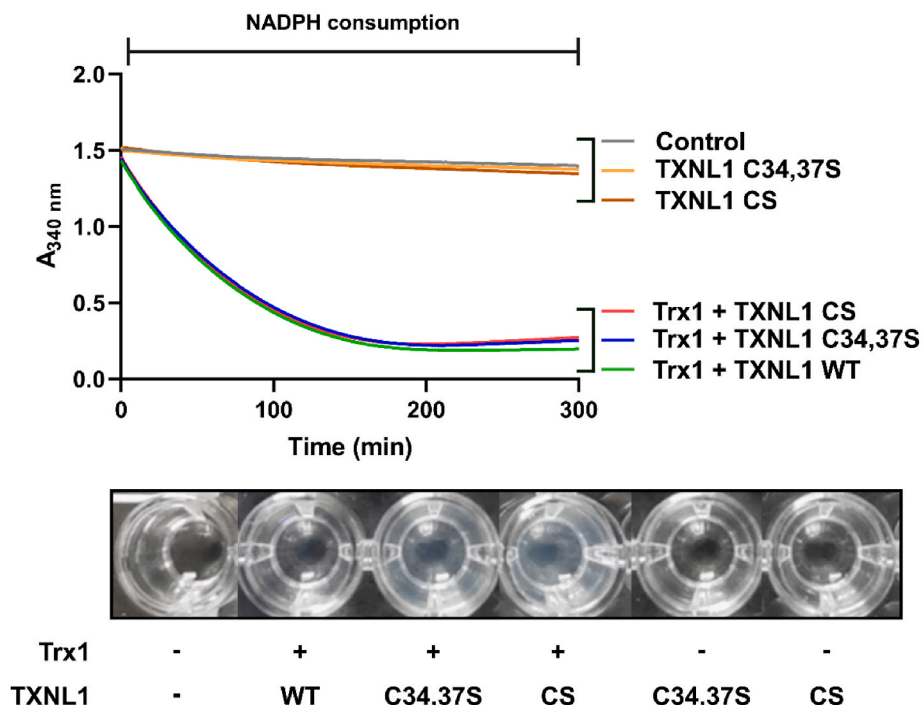 NADPH consumption
2.0
1.5
1.0
0.5
0.0
A340 nm
0 100 200 300
Time (min)
Control
TXNL1 C34,37S
TXNL1 CS
Trx1 + TXNL1 CS
Trx1 + TXNL1 C34,37S
Trx1 + TXNL1 WT
Trx1 - + + + - -
TXNL1 - WT C34,37S CS C34,37S CS